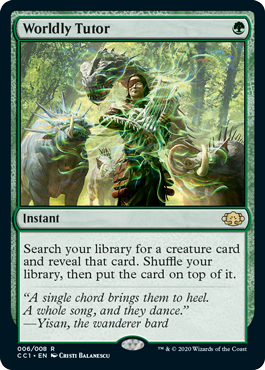 Worldly Tutor
Instant
Search your library for a creature card
and reveal that card. Shuffle your
library, then put the card on top of it.
“A single chord brings them to heel.
A whole song, and they dance.”
—Yisan, the wanderer bard
006/008 R
CC1 • EN Cristi Balanescu
™ & © 2020 Wizards of the Coast